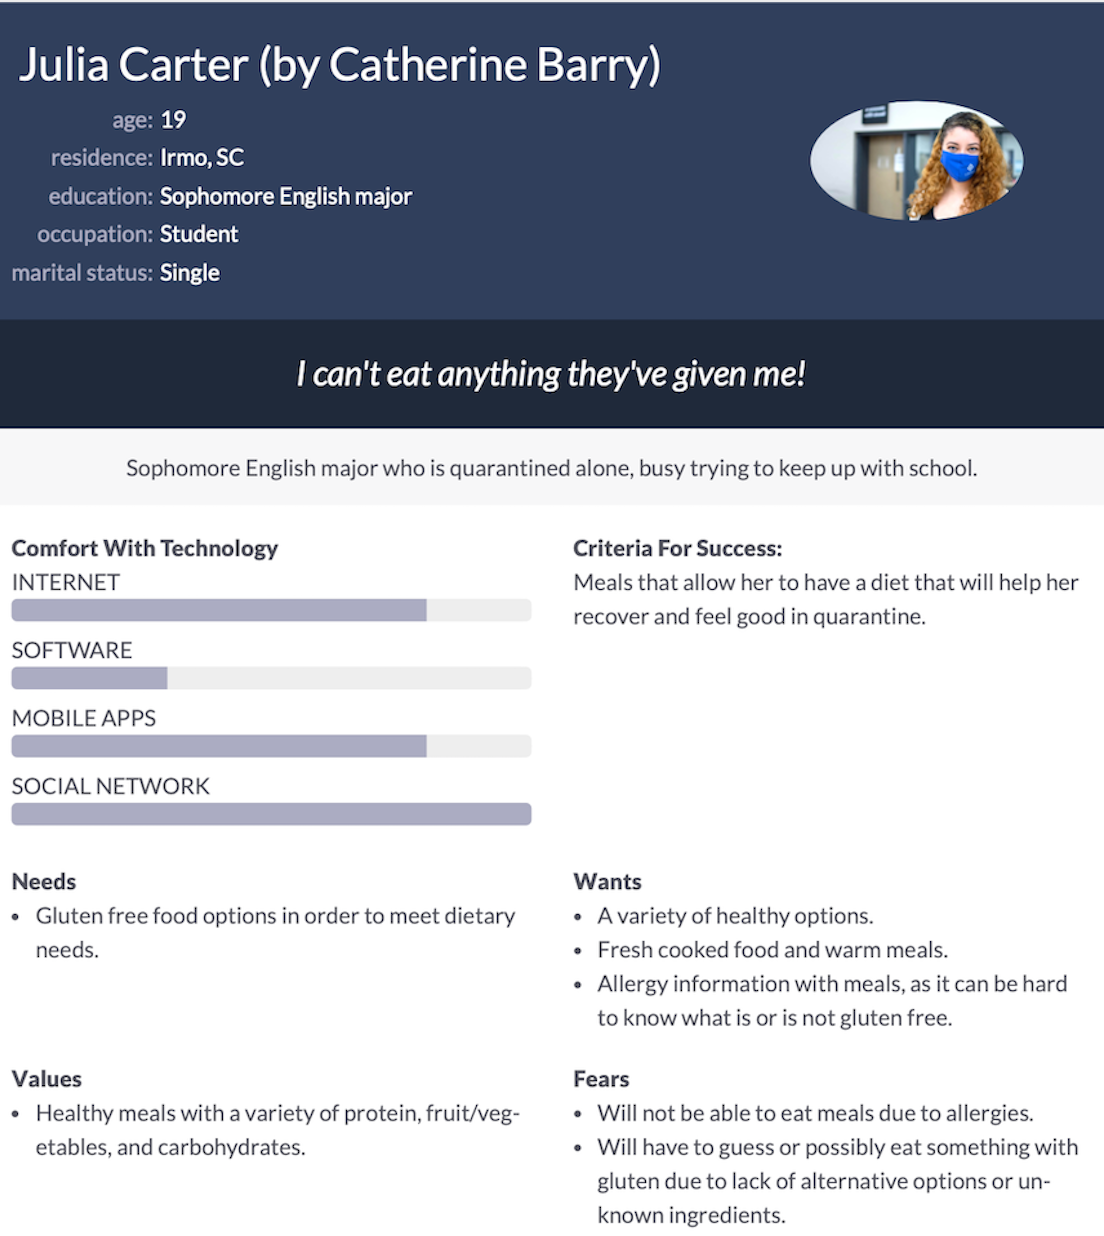 Julia Carter (by Catherine Barry)
age: 19
residence: Irmo, SC
education: Sophomore English major
occupation: Student
marital status: Single
I can't eat anything they've given me!
Sophomore English major who is quarantined alone, busy trying to keep up with school.
Comfort With Technology
INTERNET
SOFTWARE
MOBILE APPS
SOCIAL NETWORK
Criteria For Success:
Meals that allow her to have a diet that will help her
recover and feel good in quarantine.
Needs
• Gluten free food options in order to meet dietary
needs.
Wants
• A variety of healthy options.
• Fresh cooked food and warm meals.
• Allergy information with meals, as it can be hard
to know what is or is not gluten free.
Values
• Healthy meals with a variety of protein, fruit/veg-
etables, and carbohydrates.
Fears
• Will not be able to eat meals due to allergies.
• Will have to guess or possibly eat something with
gluten due to lack of alternative options or un-
known ingredients.